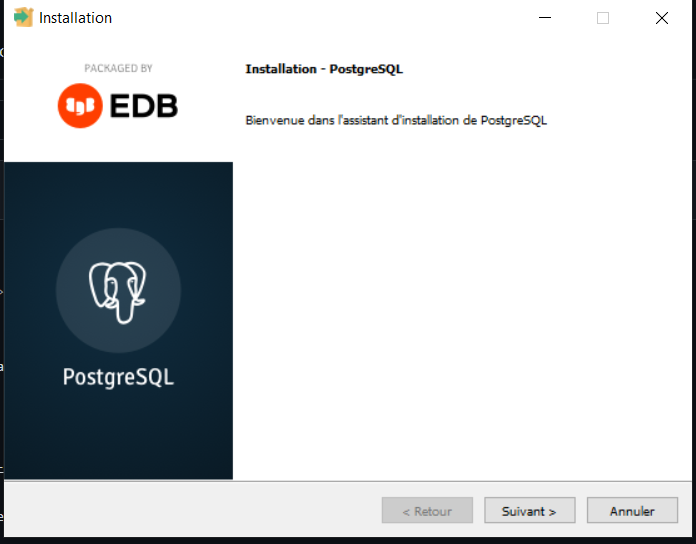 Installation
PACKAGED BY
EDB
Installation - PostgreSQL
Bienvenue dans l'assistant d'installation de PostgreSQL
PostgreSQL
< Retour
Suivant >
Annuler